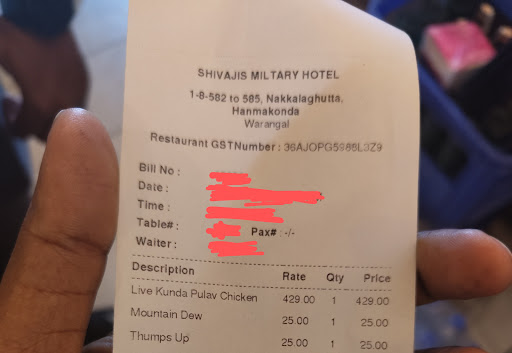 SHIVAJIS MILTARY HOTEL
1-8-582 to 585, Nakkalaghutta,
Hanmakonda
Warangal
Restaurant GSTNumber : 36AJOPG5986L3Z9
Bill No :
Date :
Time :
Table# : Pax# : -/-
Waiter :
Description Rate Qty Price
Live Kunda Pulav Chicken 429.00 1 429.00
Mountain Dew 25.00 1 25.00
Thumps Up 25.00 1 25.00